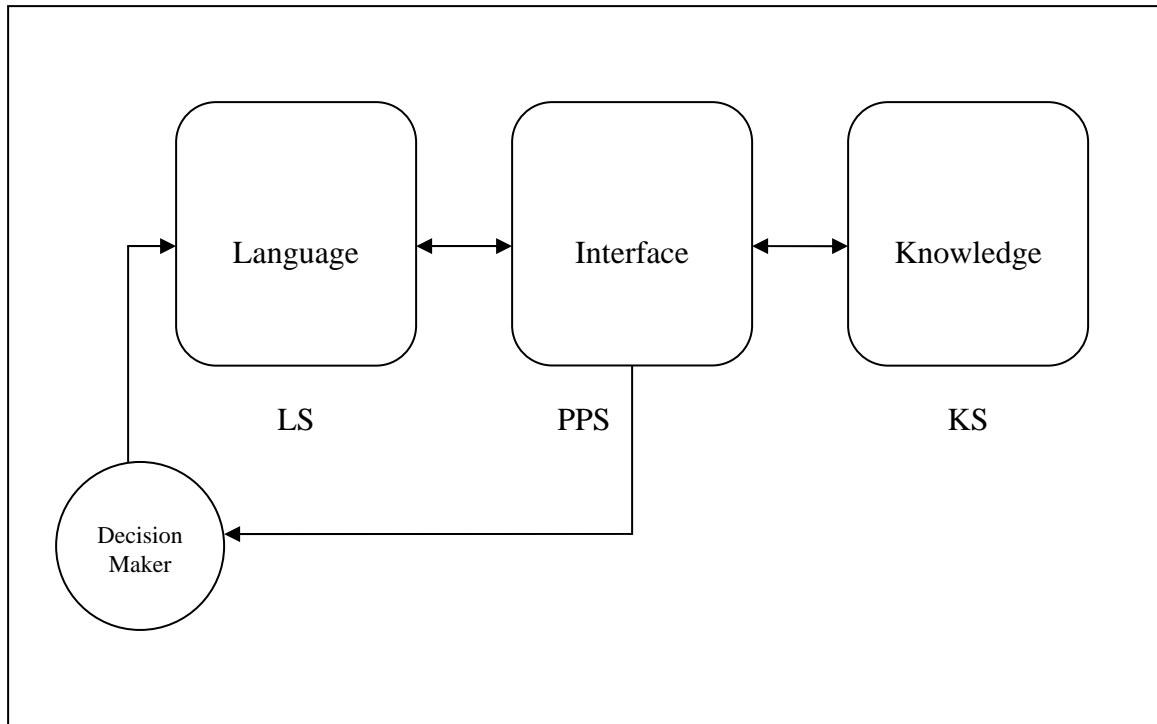 Language
Interface
Knowledge
LS
PPS
KS
Decision
Maker